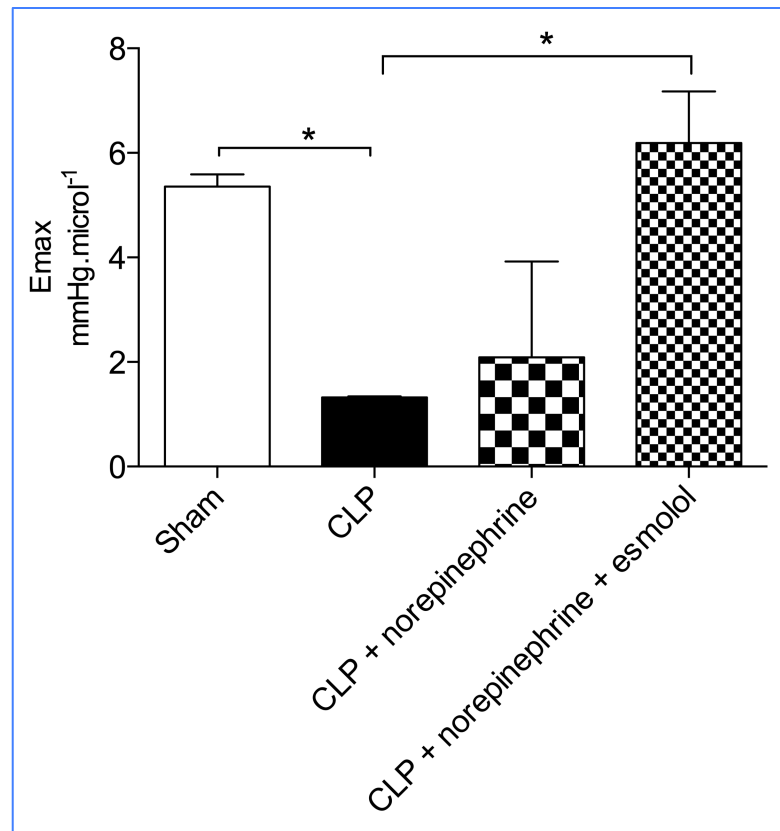 8
6
4
2
0
Emax
mmHg.microl-1
*
*
Sham
CLP
CLP + norepinephrine
CLP + norepinephrine + esmolol